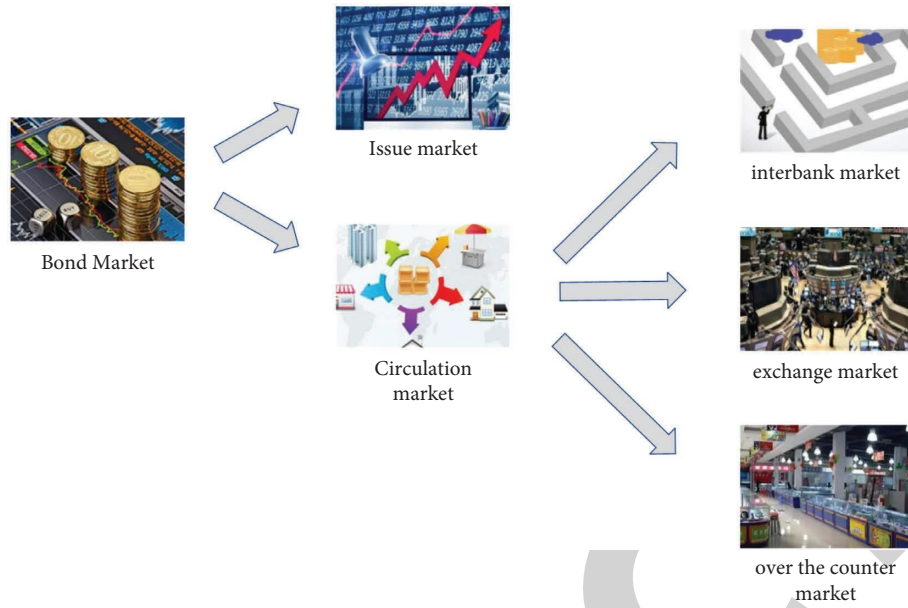 Bond Market
Issue market
Circulation
market
interbank market
exchange market
over the counter
market